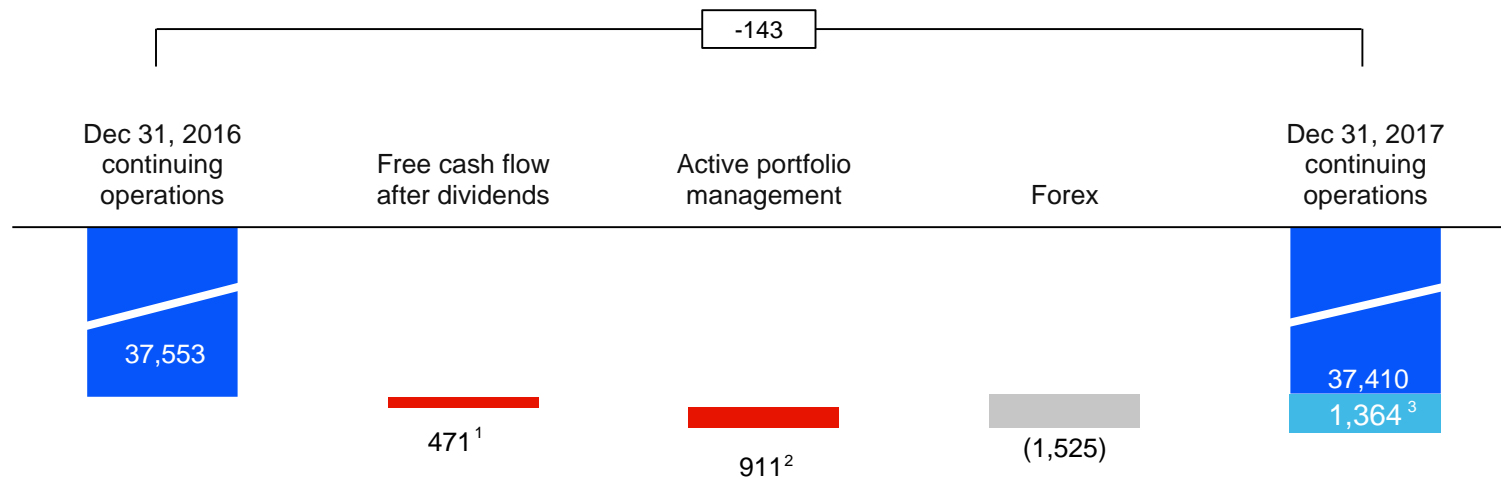 -143
Dec 31, 2016
continuing
operations
Free cash flow
after dividends
Active portfolio
management
Forex
Dec 31, 2017
continuing
operations
37,553
471¹
911²
(1,525)
37,410
1,364³